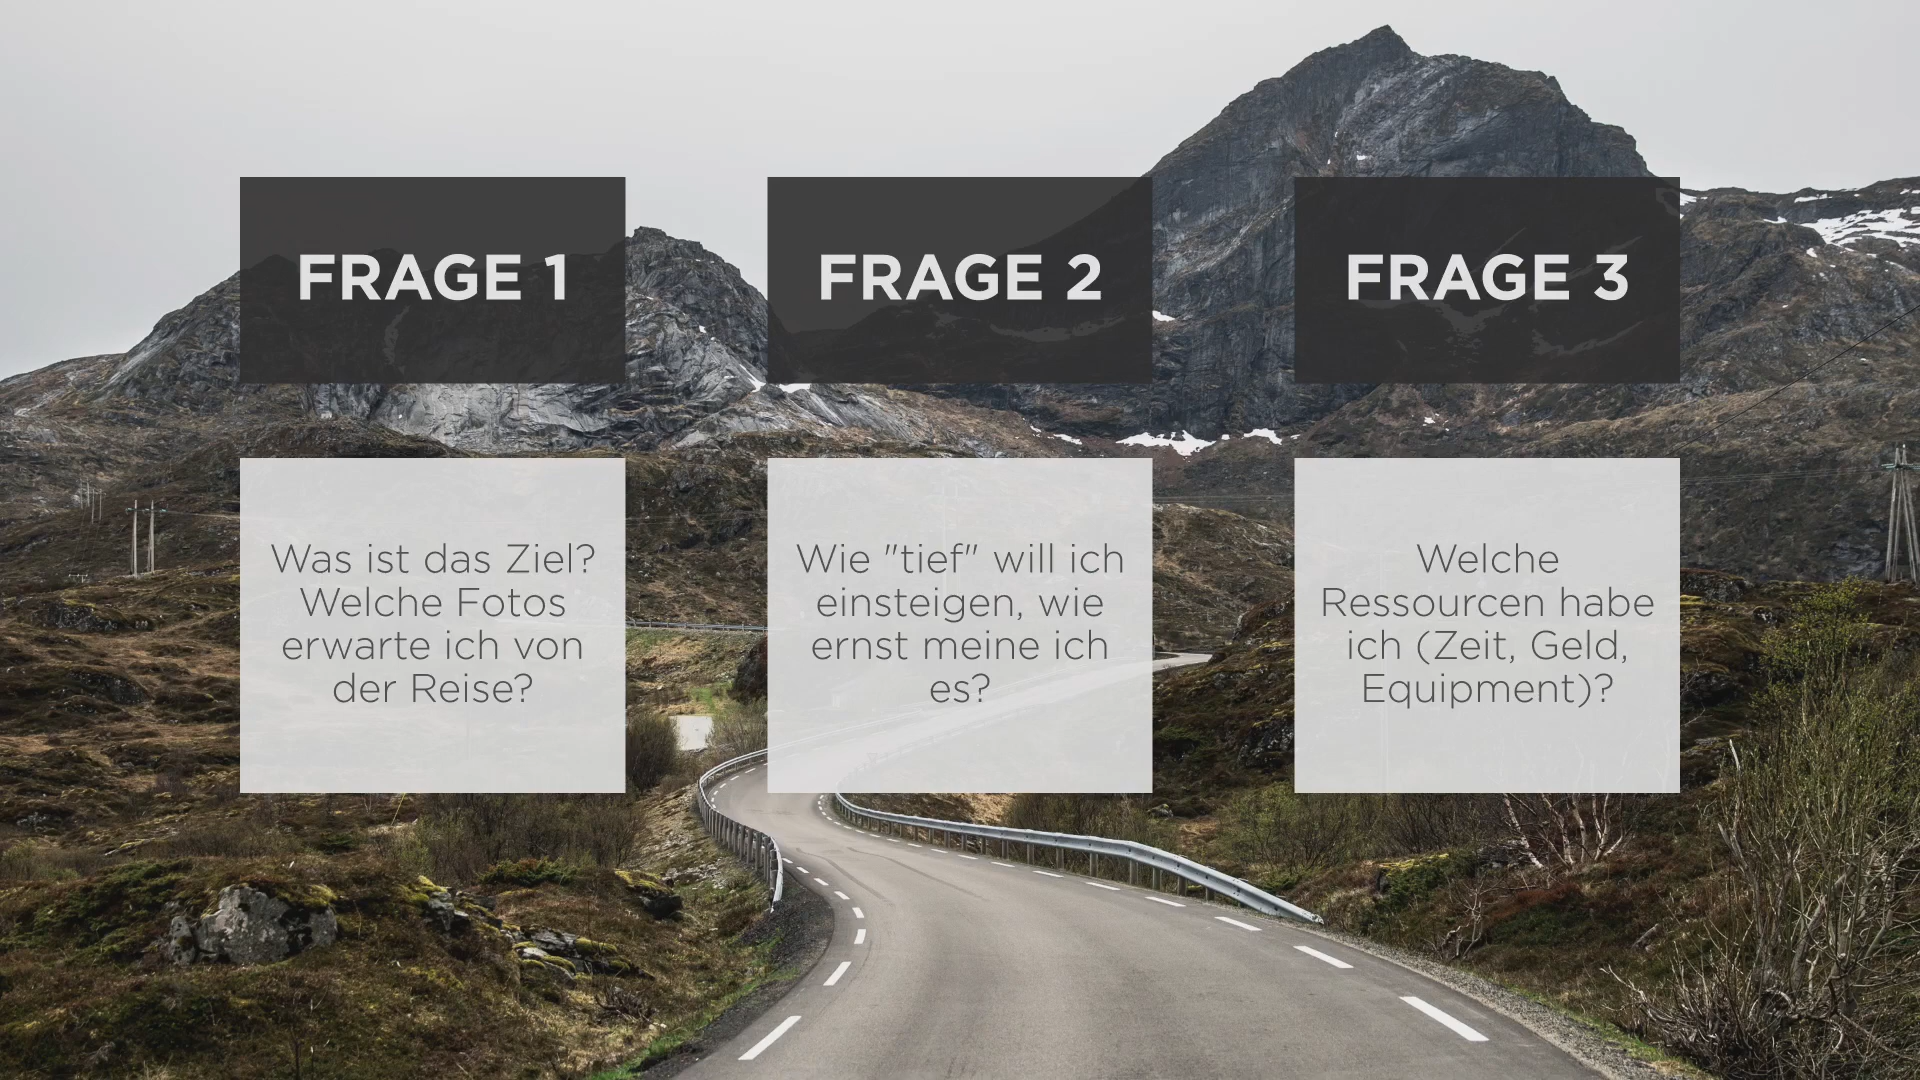 FRAGE 1
Was ist das Ziel?
Welche Fotos
erwarte ich von
der Reise?
FRAGE 2
Wie "tief" will ich
einsteigen, wie
ernst meine ich
es?
FRAGE 3
Welche
Ressourcen habe
ich (Zeit, Geld,
Equipment)?